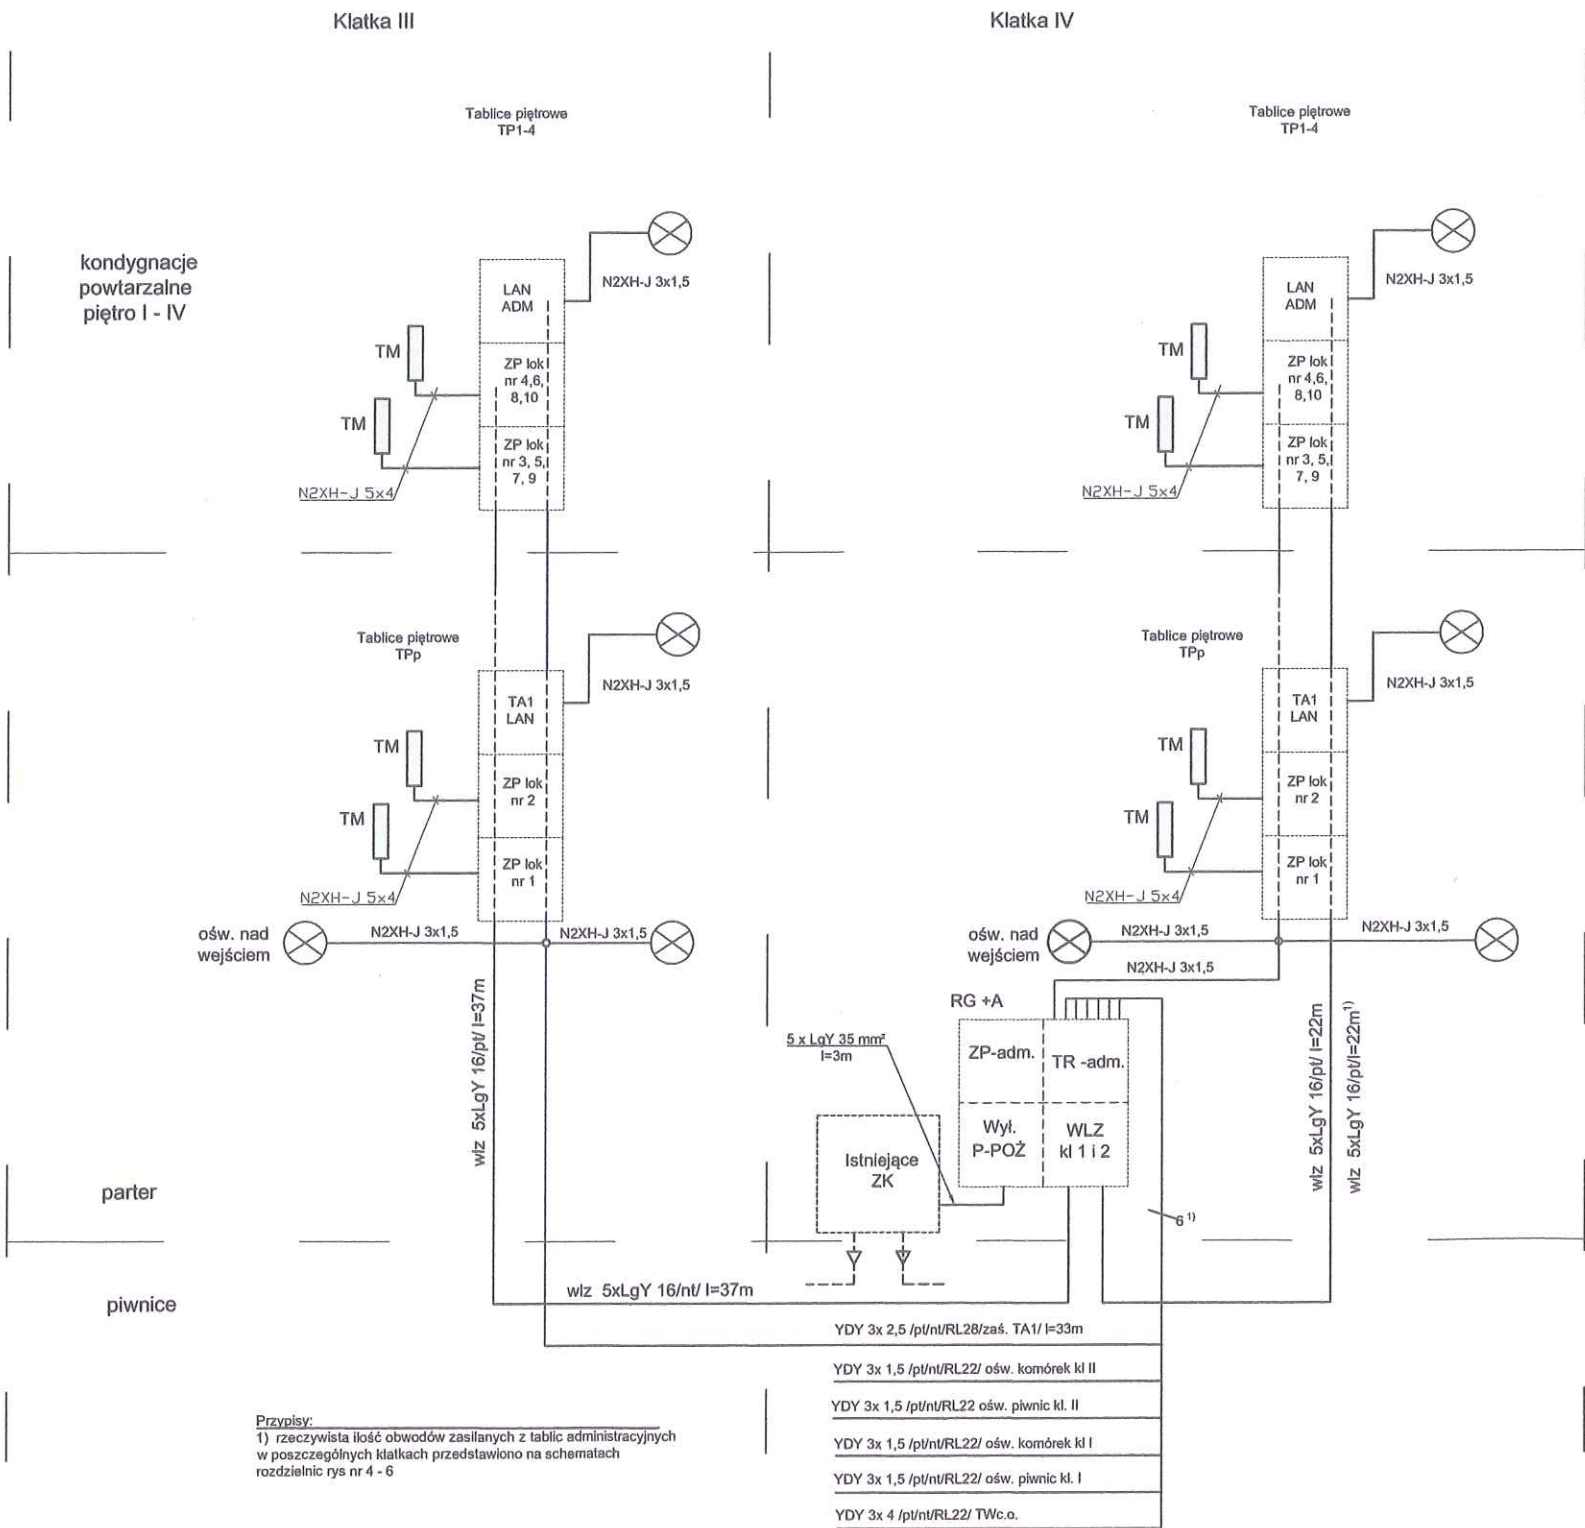 Klatka III
Klatka IV
Tablice piętrowe
TP1-4
Tablice piętrowe
TP1-4
kondygnacje
powtarzalne
piętro I - IV
LAN
ADM
N2XH-J 3x1,5
TM
ZP lok
nr 4,6,
8,10
TM
ZP lok
nr 3, 5,
7, 9
N2XH-J 5x4
LAN
ADM
N2XH-J 3x1,5
TM
ZP lok
nr 4,6,
8,10
TM
ZP lok
nr 3, 5,
7, 9
N2XH-J 5x4
Tablice piętrowe
TPp
TA1
LAN
N2XH-J 3x1,5
TM
ZP lok
nr 2
TM
ZP lok
nr 1
N2XH-J 5x4
Tablice piętrowe
TPp
TA1
LAN
N2XH-J 3x1,5
TM
ZP lok
nr 2
TM
ZP lok
nr 1
N2XH-J 5x4
ośw. nad
wejściem
N2XH-J 3x1,5
N2XH-J 3x1,5
ośw. nad
wejściem
N2XH-J 3x1,5
N2XH-J 3x1,5
N2XH-J 3x1,5
wlz 5xLgY 16/pt/ l=37m
RG +A
5 x LgY 35 mm²
l=3m
ZP-adm.
TR -adm.
Wył.
P-POŻ
WLZ
kl 1 i 2
Istniejące
ZK
wlz 5xLgY 16/pt/ l=22m
wlz 5xLgY 16/pt/l=22m¹⁾
6 ¹⁾
parter
piwnice
wlz 5xLgY 16/nt/ l=37m
YDY 3x 2,5 /pt/nt/RL28/zaś. TA1/ l=33m
YDY 3x 1,5 /pt/nt/RL22/ ośw. komórek kl II
YDY 3x 1,5 /pt/nt/RL22 ośw. piwnic kl. II
YDY 3x 1,5 /pt/nt/RL22/ ośw. komórek kl I
YDY 3x 1,5 /pt/nt/RL22/ ośw. piwnic kl. I
YDY 3x 4 /pt/nt/RL22/ TWc.o.
Przypisy:
1) rzeczywista ilość obwodów zasilanych z tablic administracyjnych
w poszczególnych klatkach przedstawiono na schematach
rozdzielnic rys nr 4 - 6